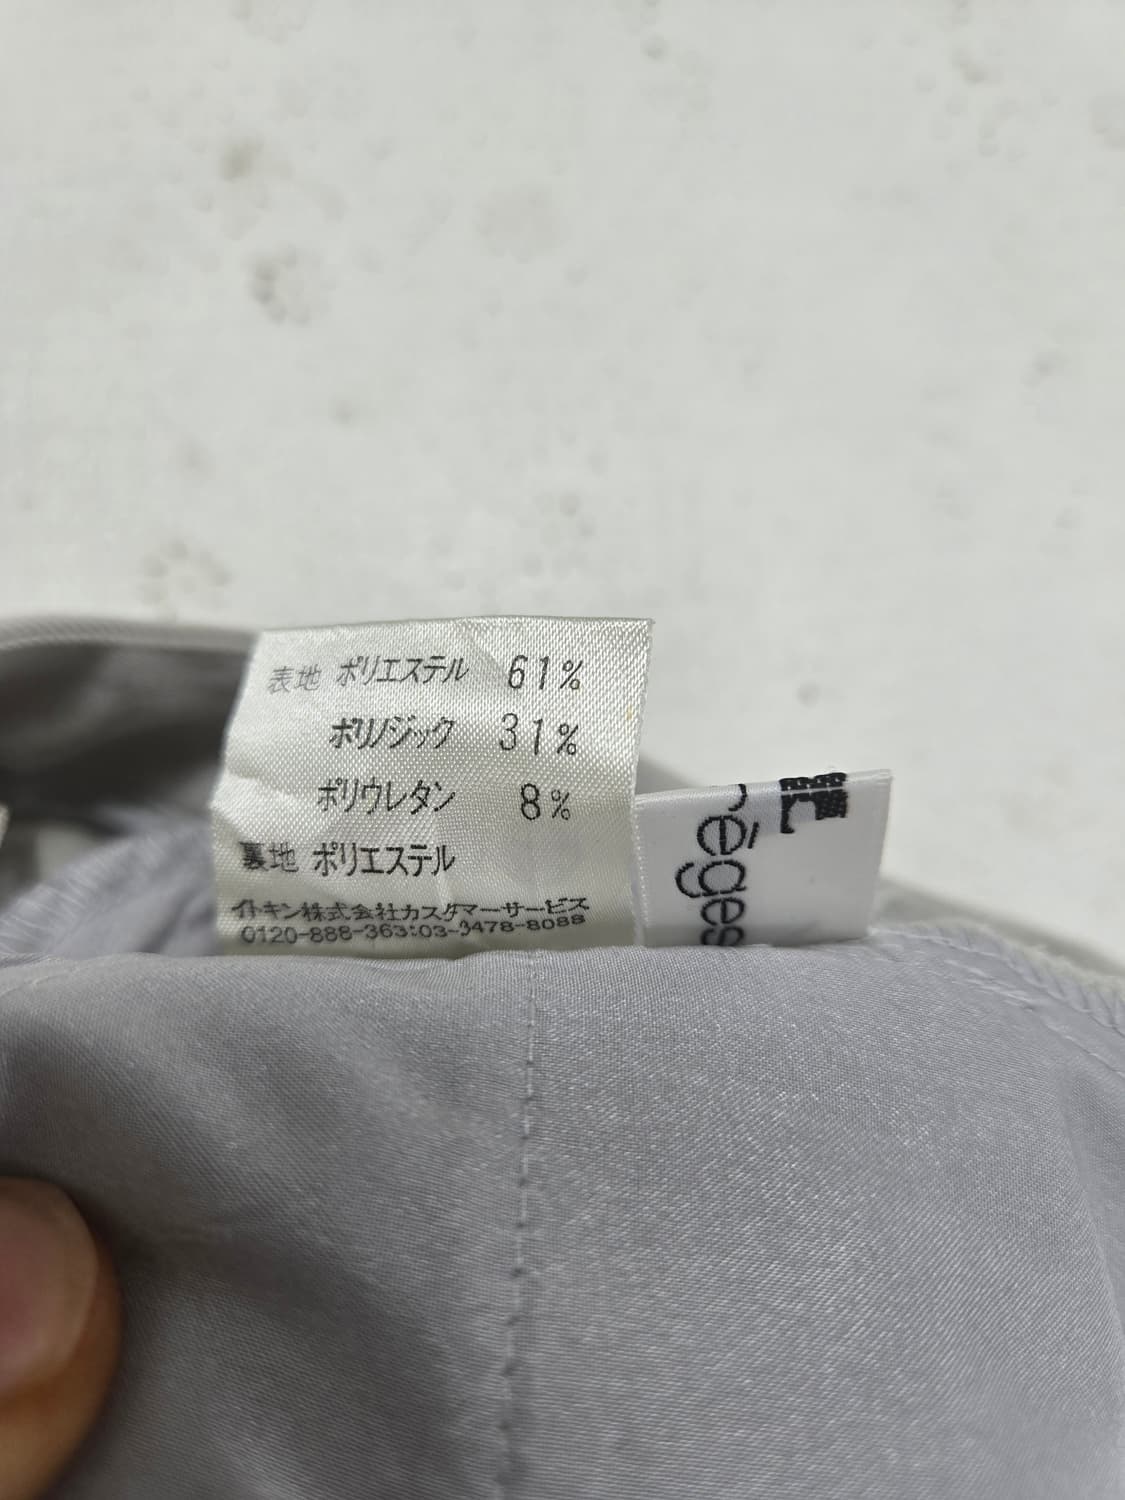 表地 ポリエステル 61%
ポリノジック 31%
ポリウレタン 8%
裏地 ポリエステル
イトキン株式会社カスタマーサービス
0120-888-363:03-3478-8088
règes